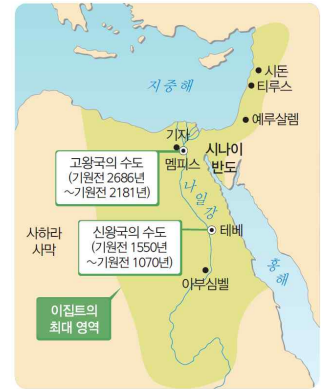 시돈
티루스
지중해
예루살렘
기자
시나이
반도
멤피스
고왕국의 수도
(기원전 2686년
~기원전 2181년)
나일강
사하라
사막
신왕국의 수도
(기원전 1550년
~기원전 1070년)
테베
홍해
아부심벨
이집트의
최대 영역